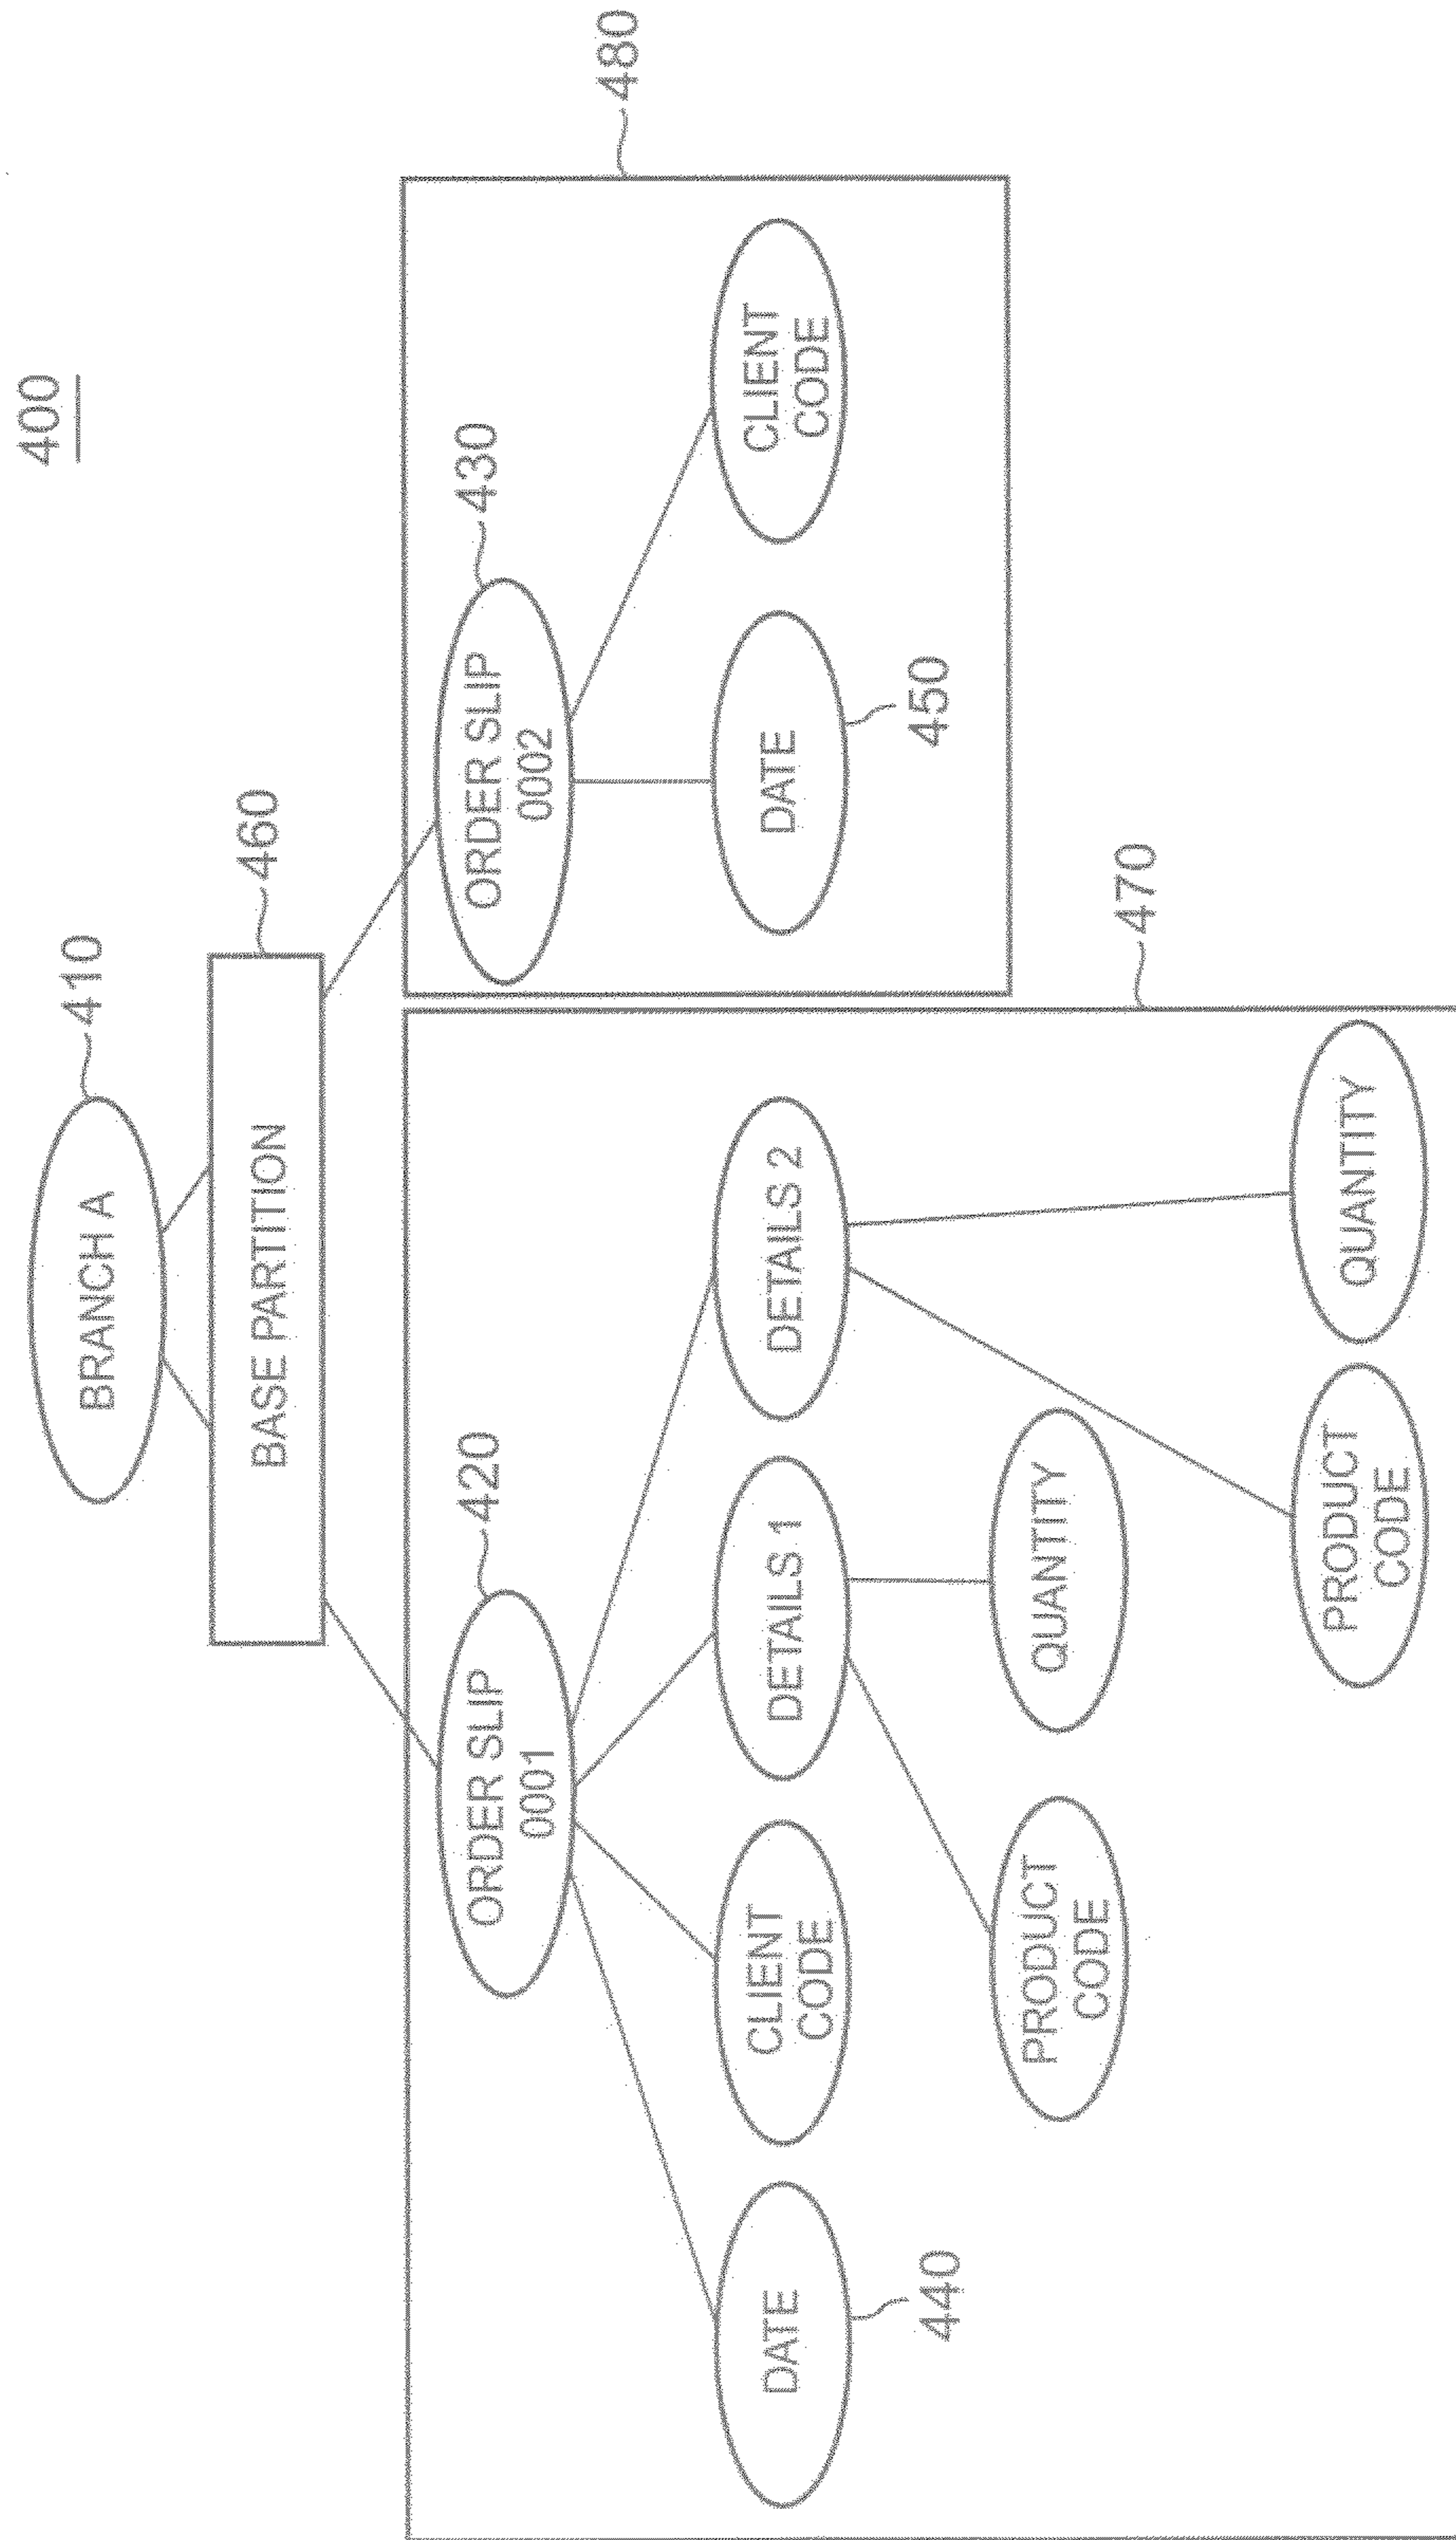 400
410
BRANCH A
460
BASE PARTITION
420
430
480
ORDER SLIP
0001
ORDER SLIP
0002
DATE
CLIENT
CODE
DETAILS 1
DETAILS 2
DATE
CLIENT
CODE
440
450
PRODUCT
CODE
QUANTITY
470
PRODUCT
CODE
QUANTITY